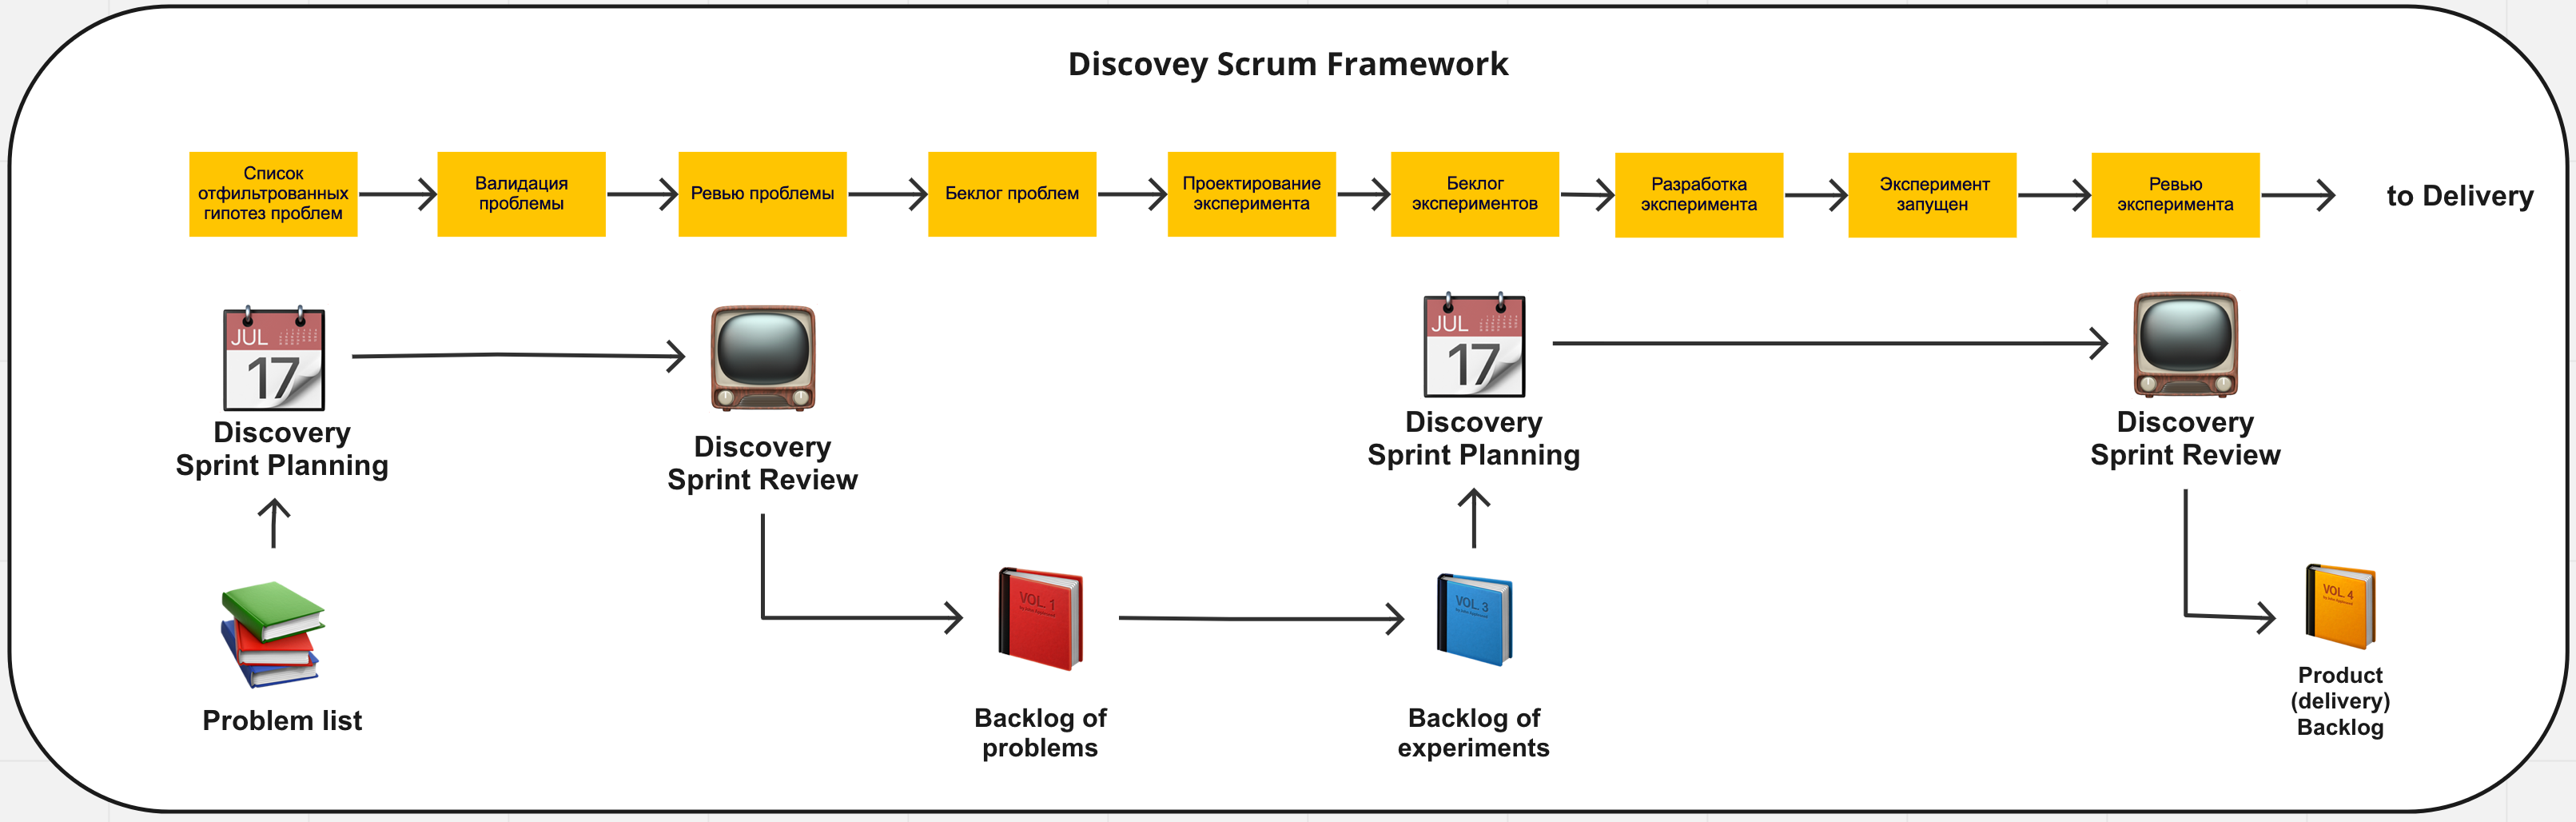 Discovey Scrum Framework
Список
отфильтрованных
гипотез проблем
Валидация
проблемы
Ревью проблемы
Беклог проблем
Проектирование
эксперимента
Беклог
экспериментов
Разработка
эксперимента
Эксперимент
запущен
Ревью
эксперимента
to Delivery
JUL
17
Discovery
Sprint Planning
Discovery
Sprint Review
JUL
17
Discovery
Sprint Planning
Discovery
Sprint Review
Problem list
VOL. 1
Backlog of
problems
VOL. 3
Backlog of
experiments
VOL. 4
Product
(delivery)
Backlog